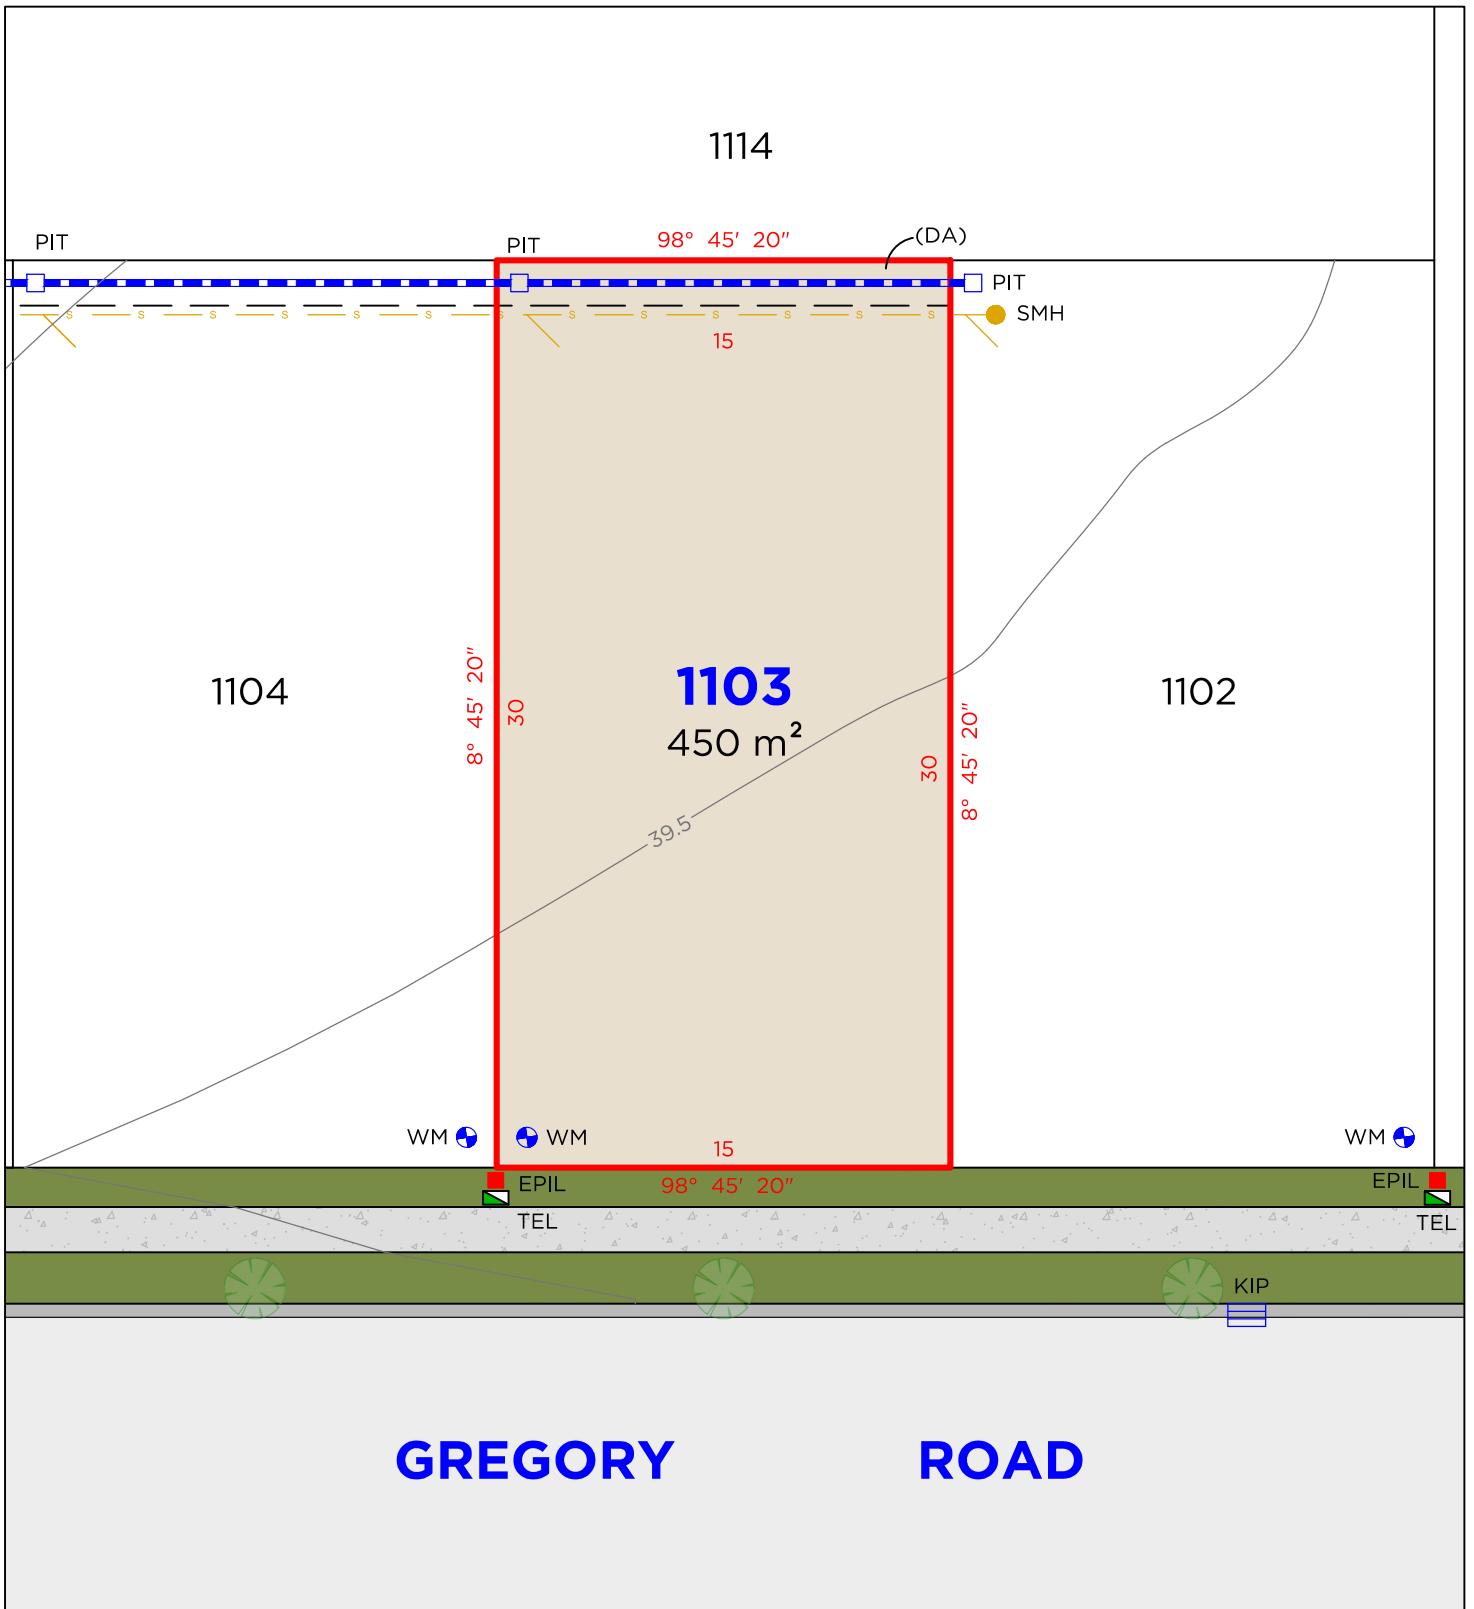 1114
PIT
PIT
98° 45' 20"
(DA)
PIT
SMH
S S S S S S S S S S S S S
15
1104
8° 45' 20"
30
1103
450 m²
30
8° 45' 20"
1102
39.5
WM
WM
15
WM
EPIL
98° 45' 20"
EPIL
TEL
TEL
KIP
GREGORY ROAD